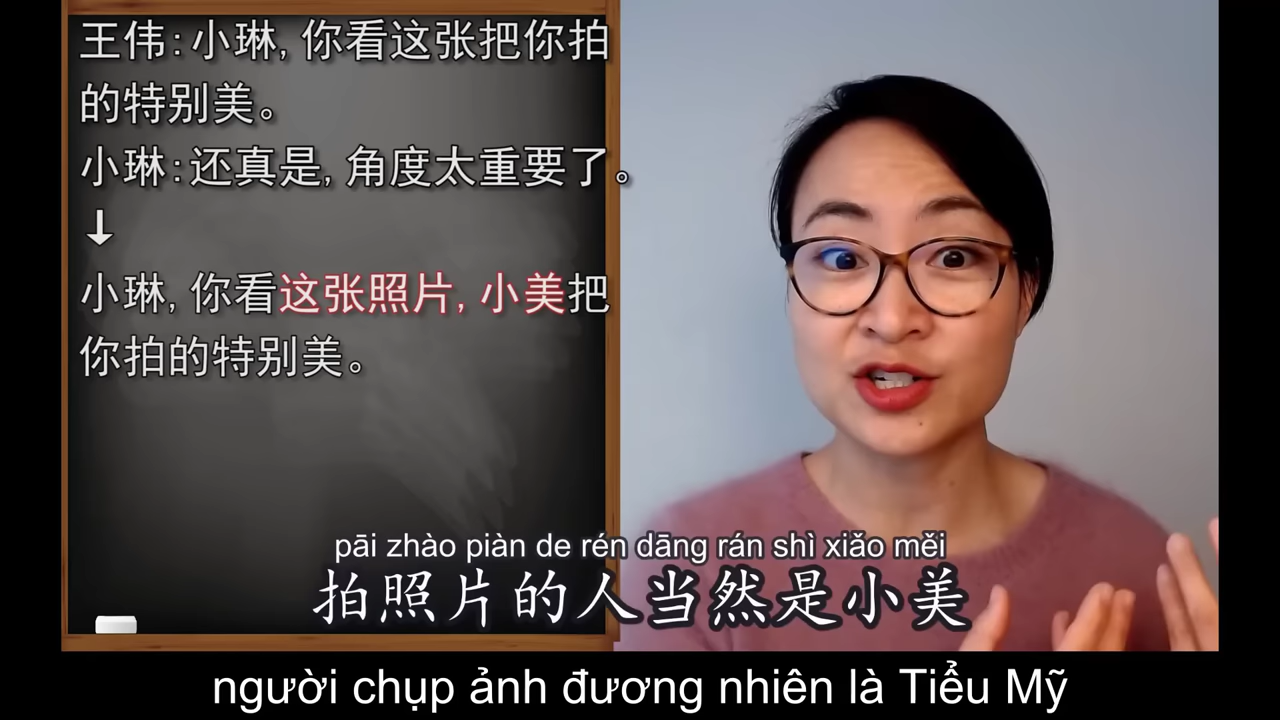 王伟:小琳,你看这张把你拍
的特别美。
小琳:还真是,角度太重要了。
↓
小琳,你看这张照片,小美把
你拍的特别美。
pāi zhào piàn de rén dāng rán shì xiǎo měi
拍照片的人当然是小美
người chụp ảnh đương nhiên là Tiểu Mỹ